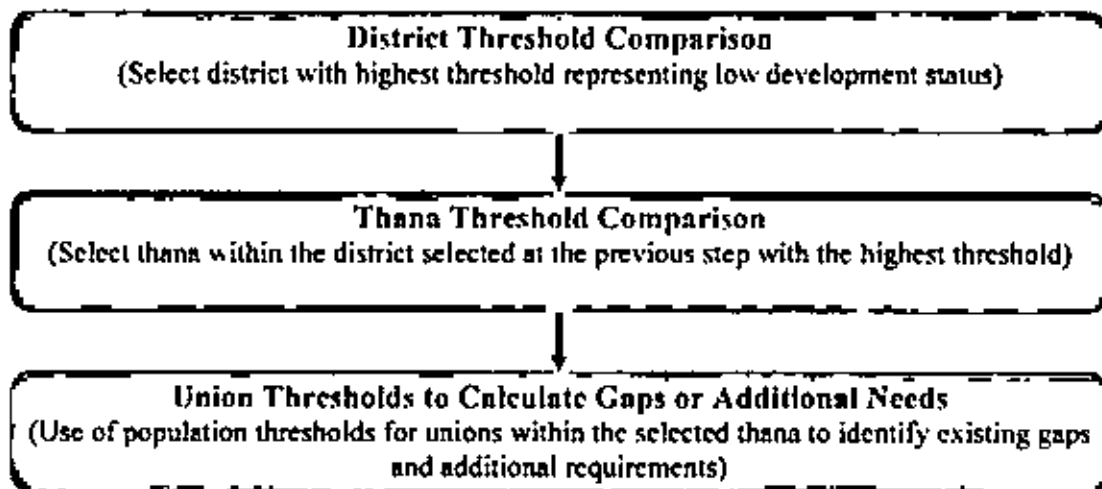 District Threshold Comparison
(Select district with highest threshold representing low development status)
Thana Threshold Comparison
(Select thana within the district selected at the previous step with the highest threshold)
Union Thresholds to Calculate Gaps or Additional Needs
(Use of population thresholds for unions within the selected thana to identify existing gaps
and additional requirements)